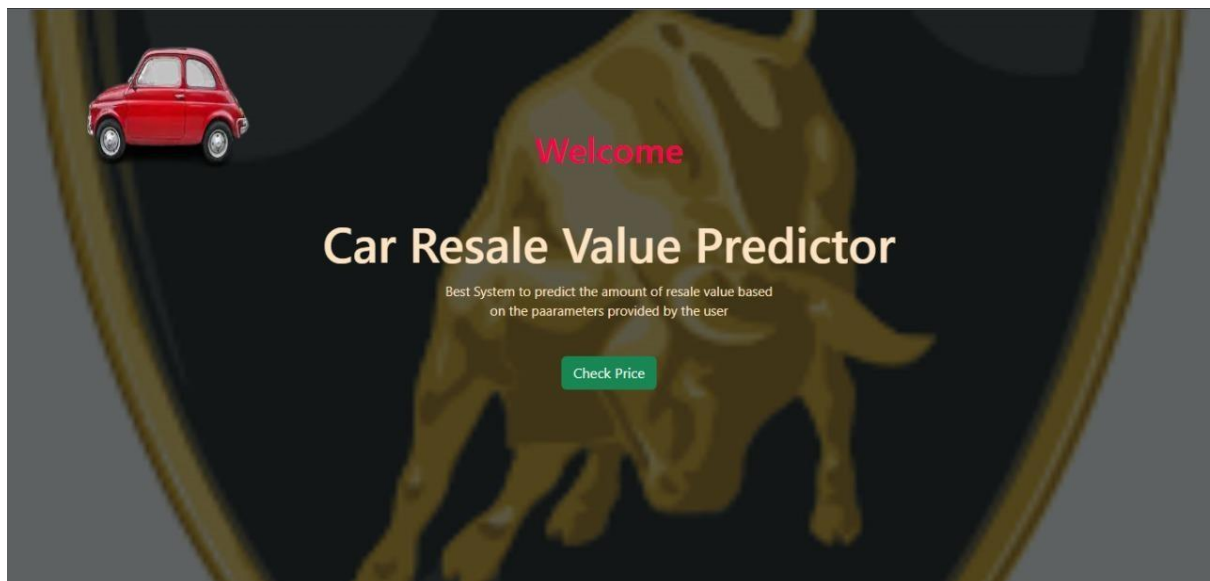 Welcome
Car Resale Value Predictor
Best System to predict the amount of resale value based
on the paarameters provided by the user
Check Price